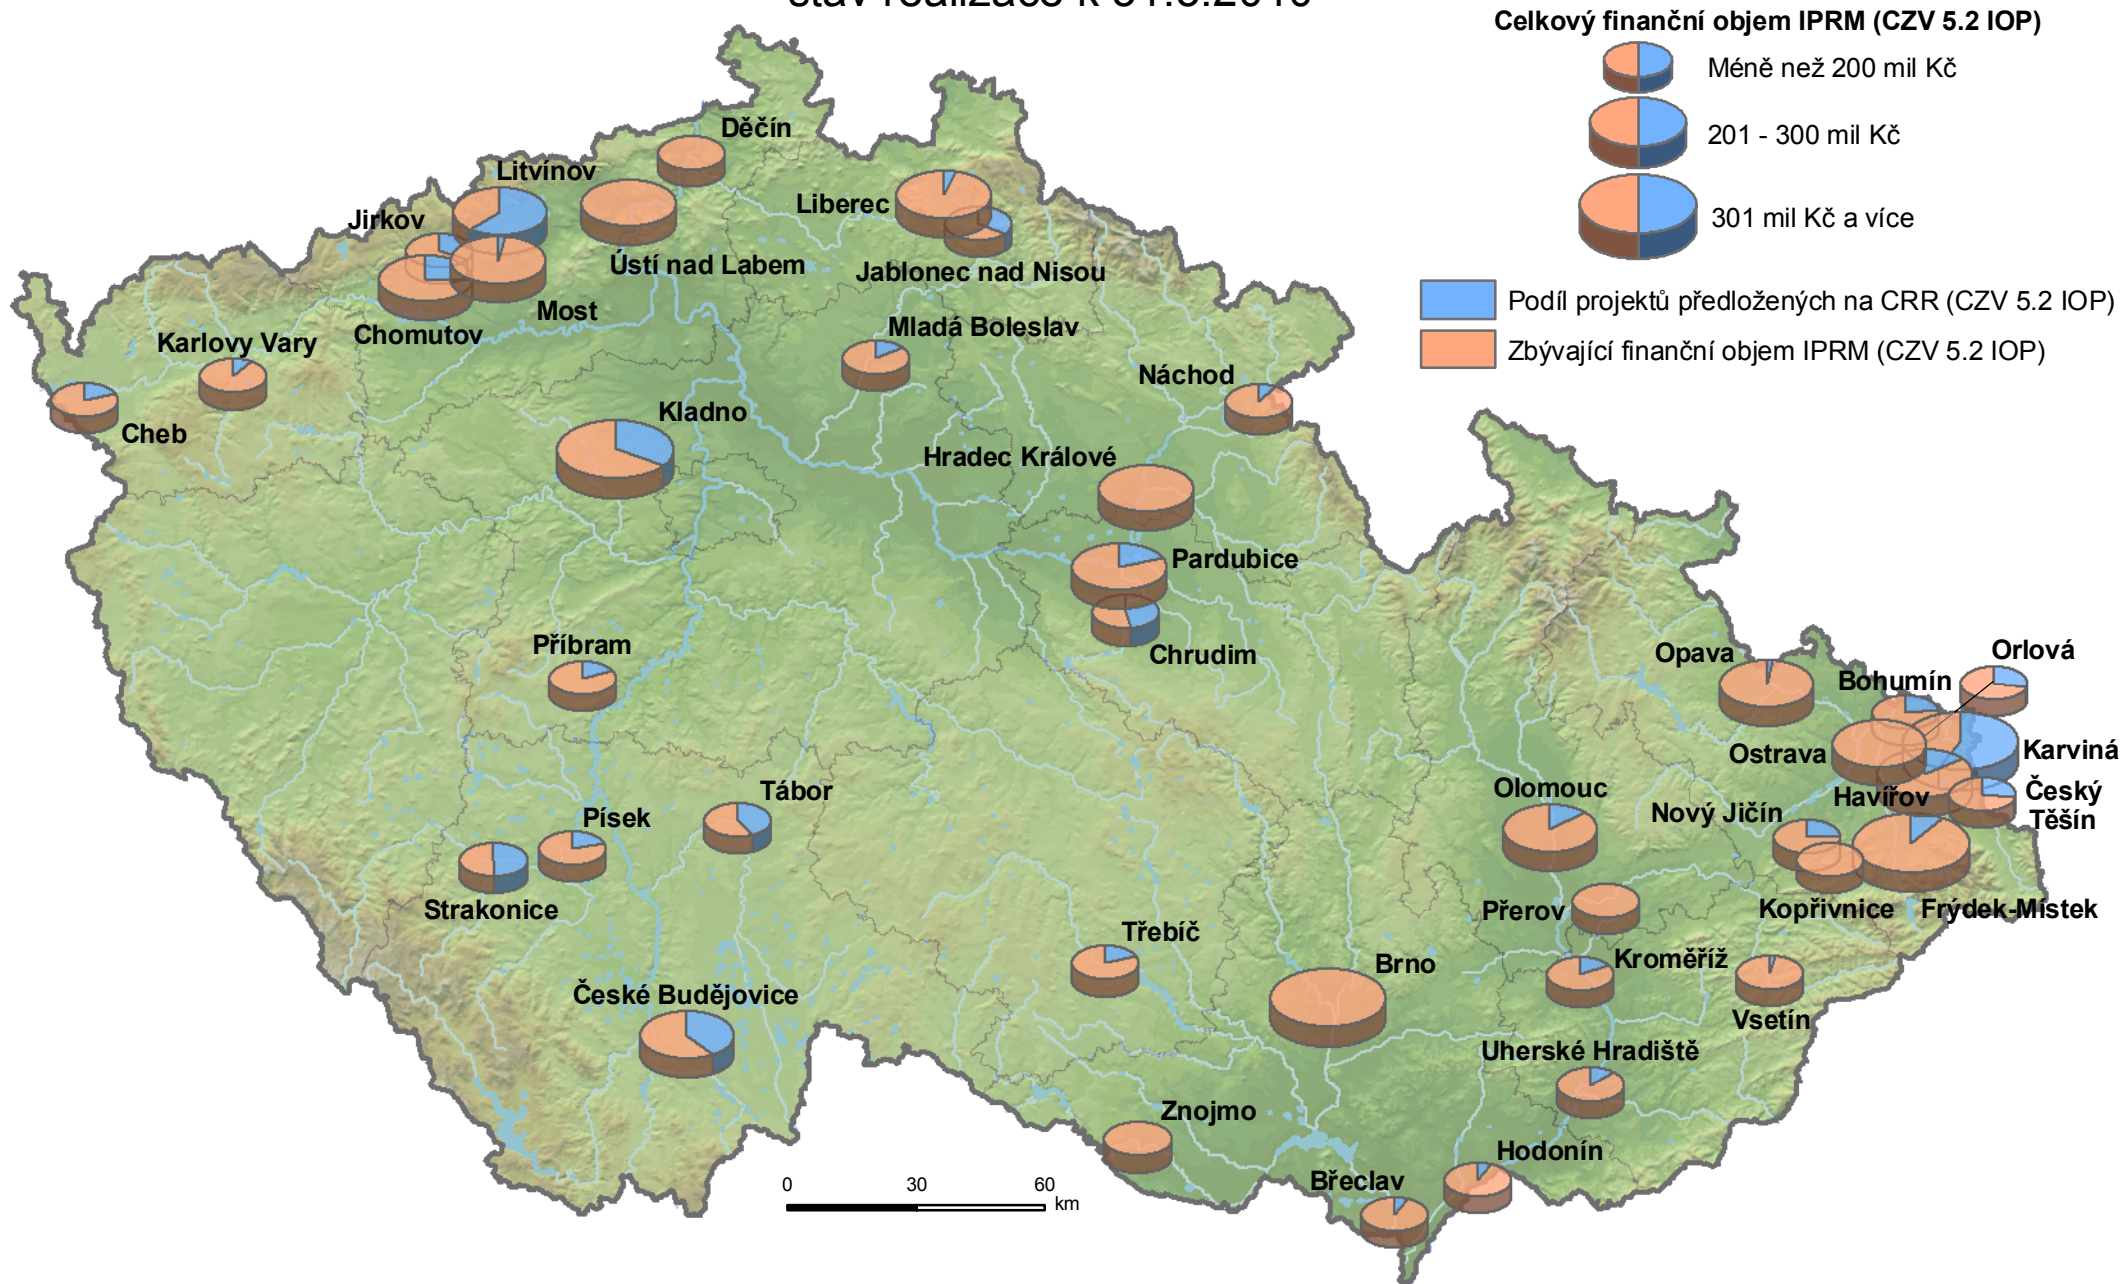 Celkový finanční objem IPRM (CZV 5.2 IOP)
Méně než 200 mil Kč
201 - 300 mil Kč
301 mil Kč a více
Podíl projektů předložených na CRR (CZV 5.2 IOP)
Zbývající finanční objem IPRM (CZV 5.2 IOP)
Děčín
Litvínov
Liberec
Jirkov
Ústí nad Labem
Jablonec nad Nisou
Most
Chomutov
Mladá Boleslav
Karlovy Vary
Náchod
Kladno
Cheb
Hradec Králové
Pardubice
Příbram
Chrudim
Opava
Orlová
Bohumín
Ostrava
Karviná
Tábor
Olomouc
Havířov
Český
Těšín
Nový Jičín
Písek
Strakonice
Přerov
Kopřivnice
Frýdek-Místek
Třebíč
Brno
Kroměříž
České Budějovice
Vsetín
Uherské Hradiště
Znojmo
Hodonín
Břeclav
0 30 60
km